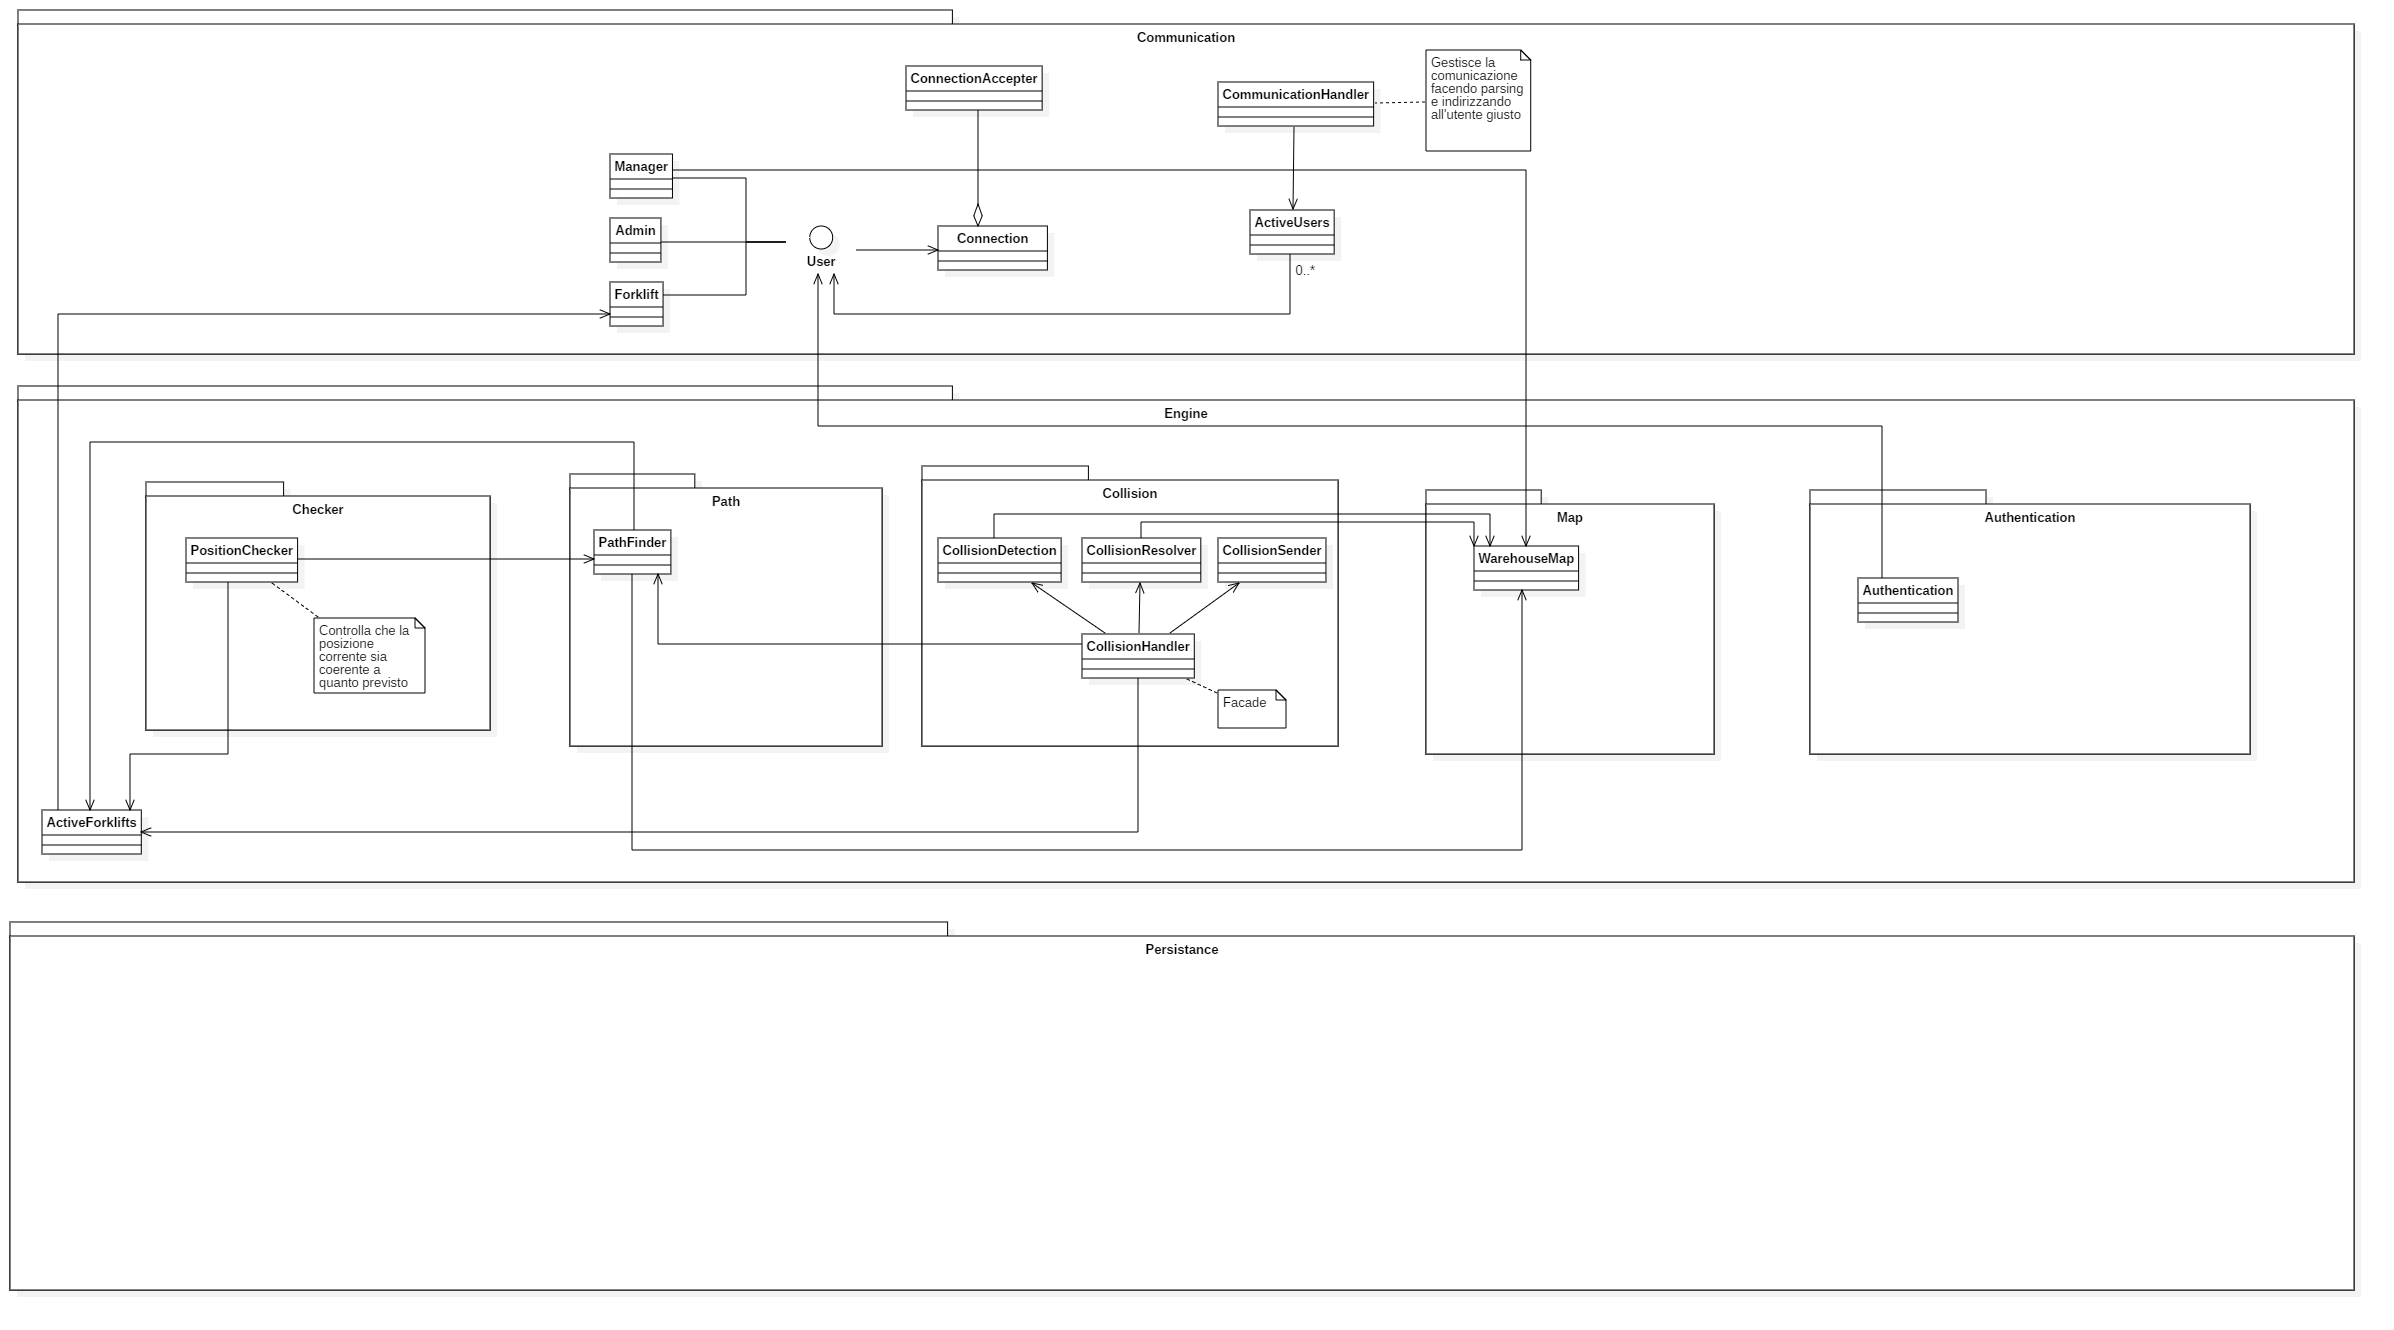 Communication
ConnectionAccepter
CommunicationHandler
Gestisce la
comunicazione
facendo parsing
e indirizzando
all'utente giusto
Manager
Admin
Forklift
User
Connection
ActiveUsers
0..*
Engine
Checker
PositionChecker
Controlla che la
posizione
corrente sia
coerente a
quanto previsto
Path
PathFinder
Collision
CollisionDetection
CollisionResolver
CollisionSender
CollisionHandler
Facade
Map
WarehouseMap
Authentication
Authentication
ActiveForklifts
Persistance